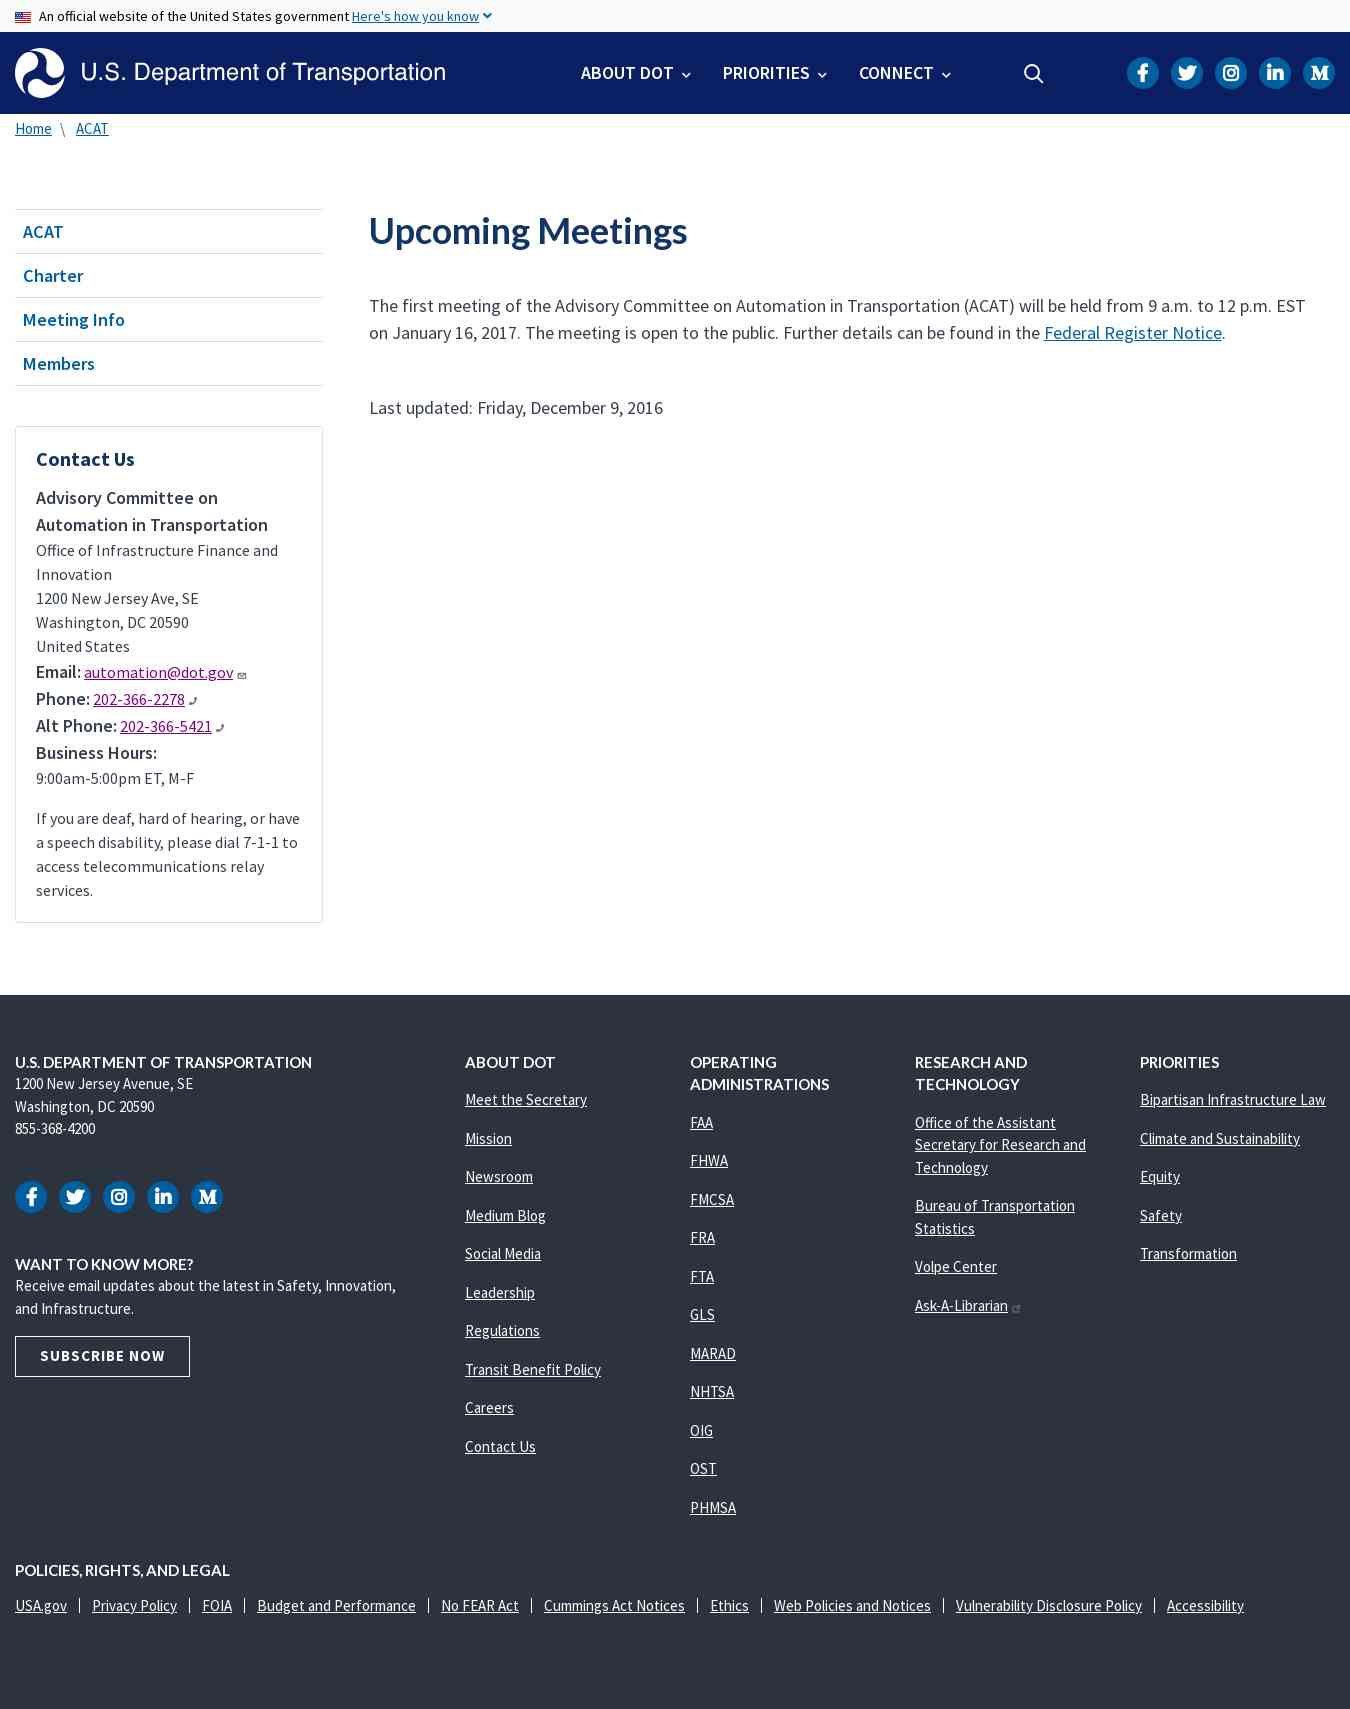 An official website of the United States government Here's how you know
U.S. Department of Transportation
ABOUT DOT
PRIORITIES
CONNECT
Home \ ACAT
ACAT
Charter
Meeting Info
Members
Contact Us
Advisory Committee on
Automation in Transportation
Office of Infrastructure Finance and
Innovation
1200 New Jersey Ave, SE
Washington, DC 20590
United States
Email: automation@dot.gov
Phone: 202-366-2278
Alt Phone: 202-366-5421
Business Hours:
9:00am-5:00pm ET, M-F
If you are deaf, hard of hearing, or have
a speech disability, please dial 7-1-1 to
access telecommunications relay
services.
Upcoming Meetings
The first meeting of the Advisory Committee on Automation in Transportation (ACAT) will be held from 9 a.m. to 12 p.m. EST
on January 16, 2017. The meeting is open to the public. Further details can be found in the Federal Register Notice.
Last updated: Friday, December 9, 2016
U.S. DEPARTMENT OF TRANSPORTATION
1200 New Jersey Avenue, SE
Washington, DC 20590
855-368-4200
WANT TO KNOW MORE?
Receive email updates about the latest in Safety, Innovation,
and Infrastructure.
SUBSCRIBE NOW
ABOUT DOT
Meet the Secretary
Mission
Newsroom
Medium Blog
Social Media
Leadership
Regulations
Transit Benefit Policy
Careers
Contact Us
OPERATING
ADMINISTRATIONS
FAA
FHWA
FMCSA
FRA
FTA
GLS
MARAD
NHTSA
OIG
OST
PHMSA
RESEARCH AND
TECHNOLOGY
Office of the Assistant
Secretary for Research and
Technology
Bureau of Transportation
Statistics
Volpe Center
Ask-A-Librarian
PRIORITIES
Bipartisan Infrastructure Law
Climate and Sustainability
Equity
Safety
Transformation
POLICIES, RIGHTS, AND LEGAL
USA.gov | Privacy Policy | FOIA | Budget and Performance | No FEAR Act | Cummings Act Notices | Ethics | Web Policies and Notices | Vulnerability Disclosure Policy | Accessibility